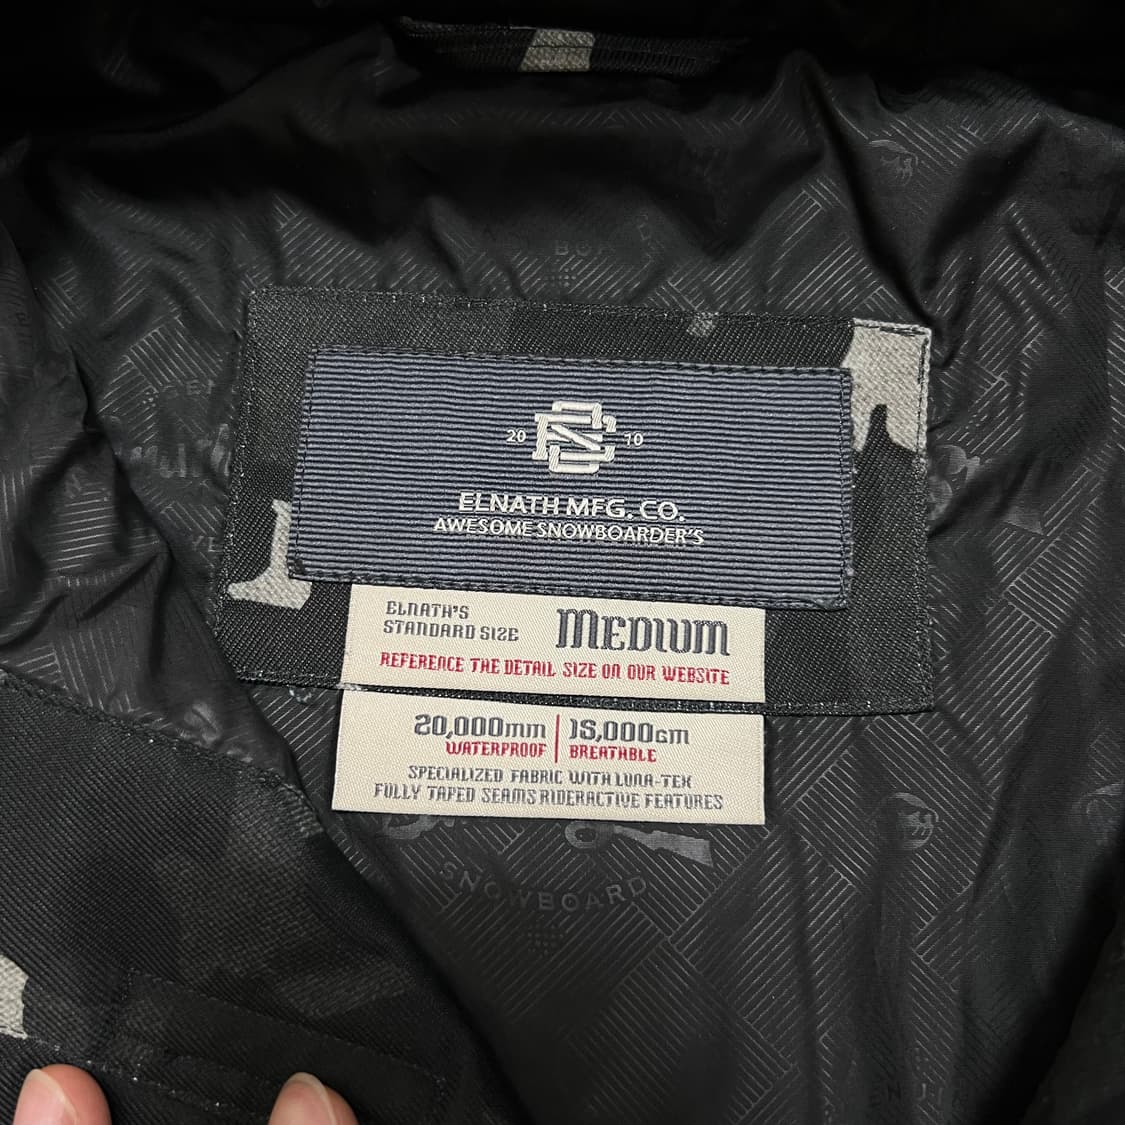 20 10
ELNATH MFG. CO.
AWESOME SNOWBOARDER'S
ELNATH'S
STANDARD SIZE
MEDIUM
REFERENCE THE DETAIL SIZE ON OUR WEBSITE
20,000mm | 15,000GM
WATERPROOF | BREATHABLE
SPECIALIZED FABRIC WITH LUNA-TEX
FULLY TAPED SEAMS RIDERACTIVE FEATURES
SNOWBOARD